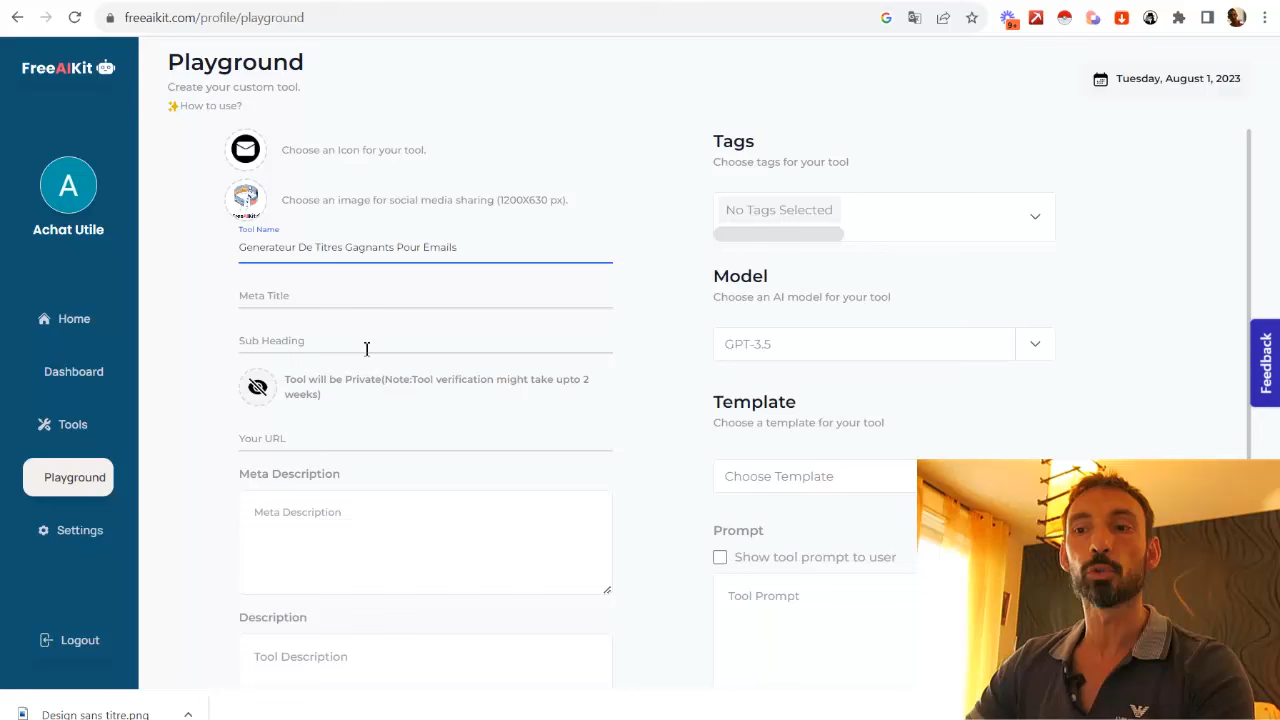 freeaikit.com/profile/playground
9+
FreeAIKit
A
Achat Utile
Home
Dashboard
Tools
Playground
Settings
Logout
Playground
Create your custom tool.
✨How to use?
Tuesday, August 1, 2023
Choose an Icon for your tool.
Choose an image for social media sharing (1200X630 px).
FreeAIKit
Tool Name
Generateur De Titres Gagnants Pour Emails
Meta Title
Sub Heading
Tool will be Private(Note:Tool verification might take upto 2
weeks)
Your URL
Meta Description
Meta Description
Description
Tool Description
Tags
Choose tags for your tool
No Tags Selected
Model
Choose an AI model for your tool
GPT-3.5
Template
Choose a template for your tool
Choose Template
Prompt
Show tool prompt to user
Tool Prompt
Feedback
Design sans titre.png